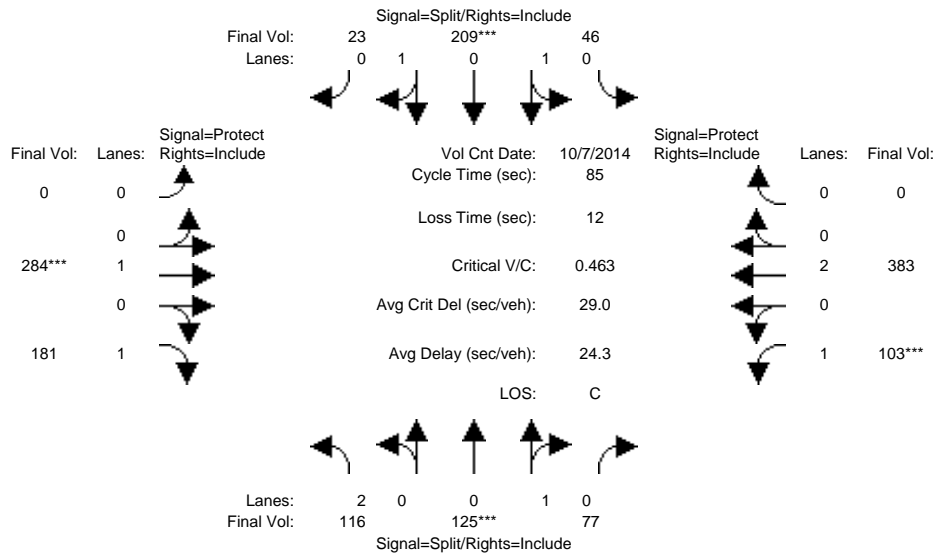 Signal=Split/Rights=Include
Final Vol: 23 209*** 46
Lanes: 0 1 0 1 0
Signal=Protect Signal=Protect
Final Vol: Lanes: Rights=Include Vol Cnt Date: 10/7/2014 Rights=Include Lanes: Final Vol:
Cycle Time (sec): 85
0 0 0 0
Loss Time (sec): 12
0 0
284*** 1 Critical V/C: 0.463 2 383
0 Avg Crit Del (sec/veh): 29.0 0
181 1 Avg Delay (sec/veh): 24.3 1 103***
LOS: C
Lanes: 2 0 0 1 0
Final Vol: 116 125*** 77
Signal=Split/Rights=Include